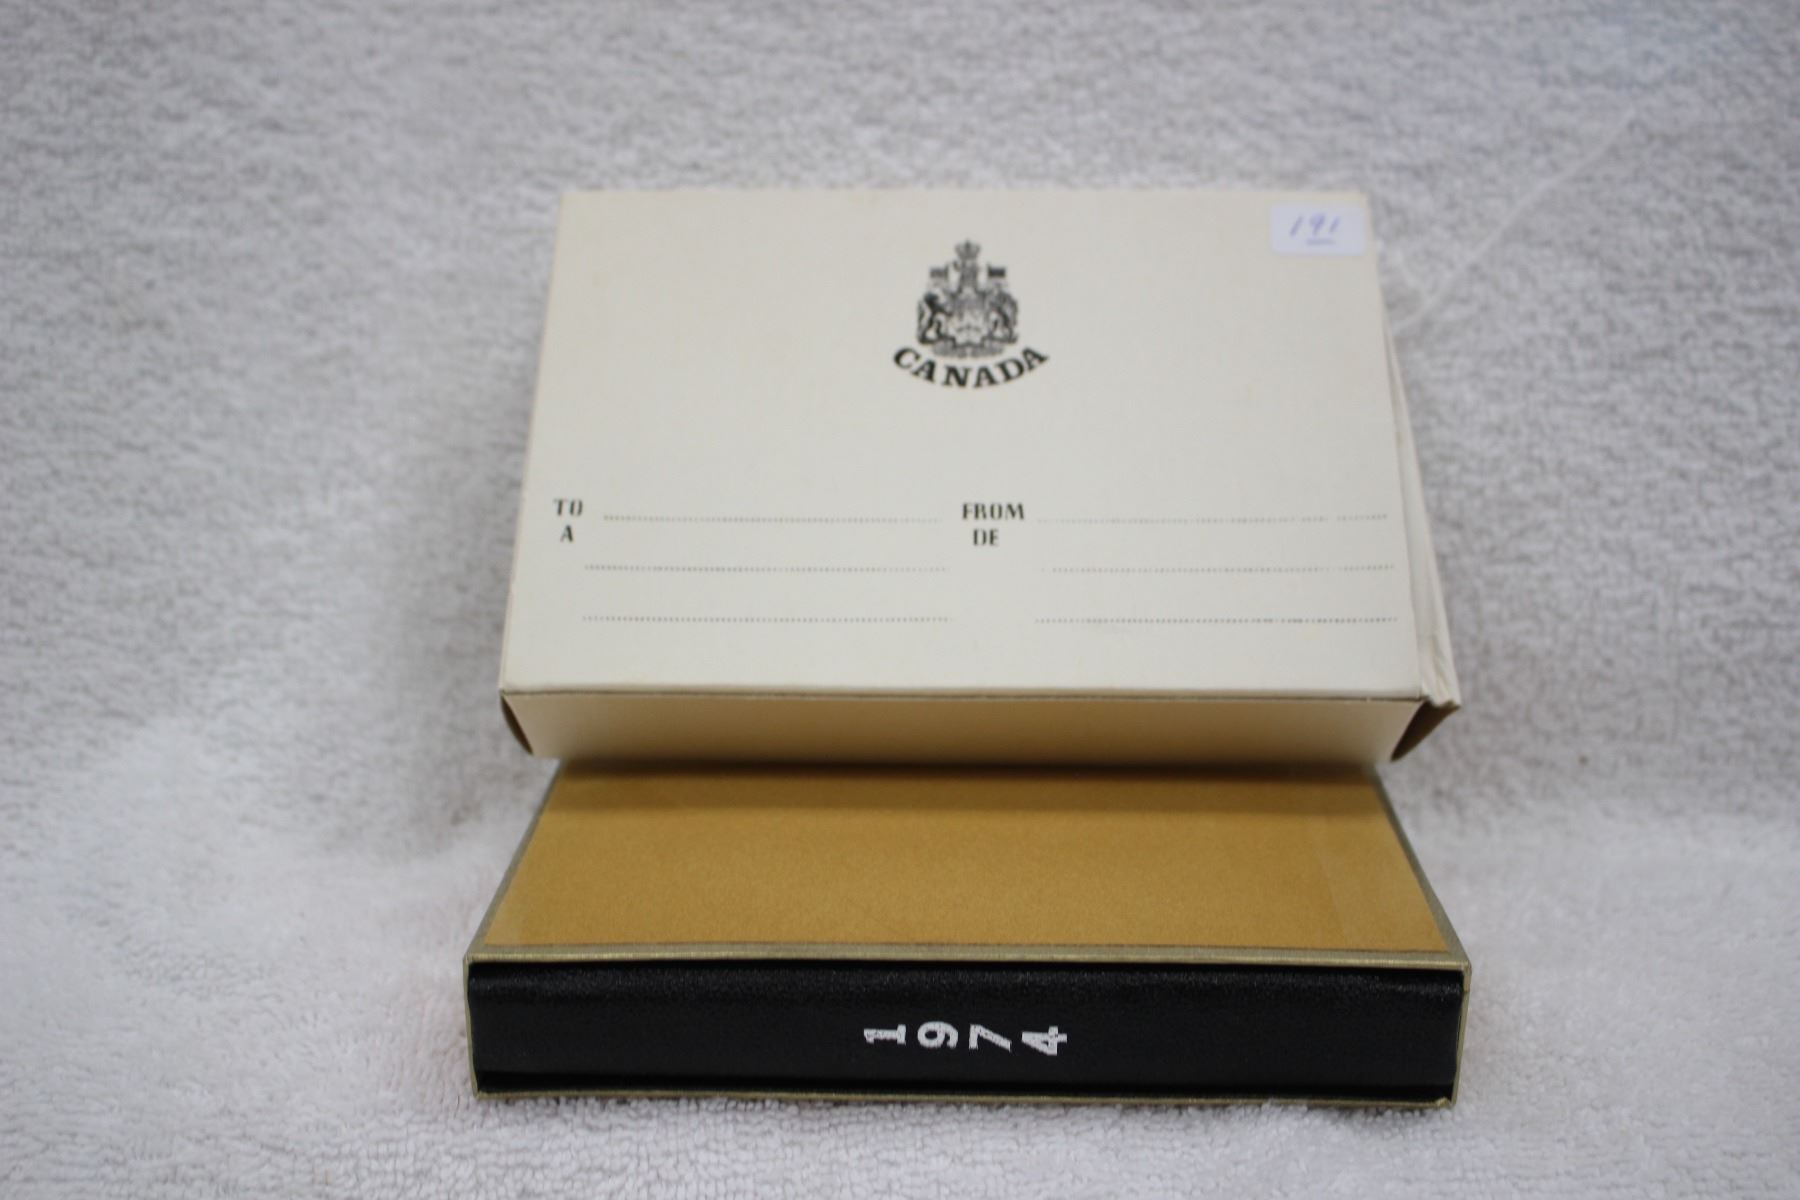 191
CANADA
TO
A
FROM
DE
1974